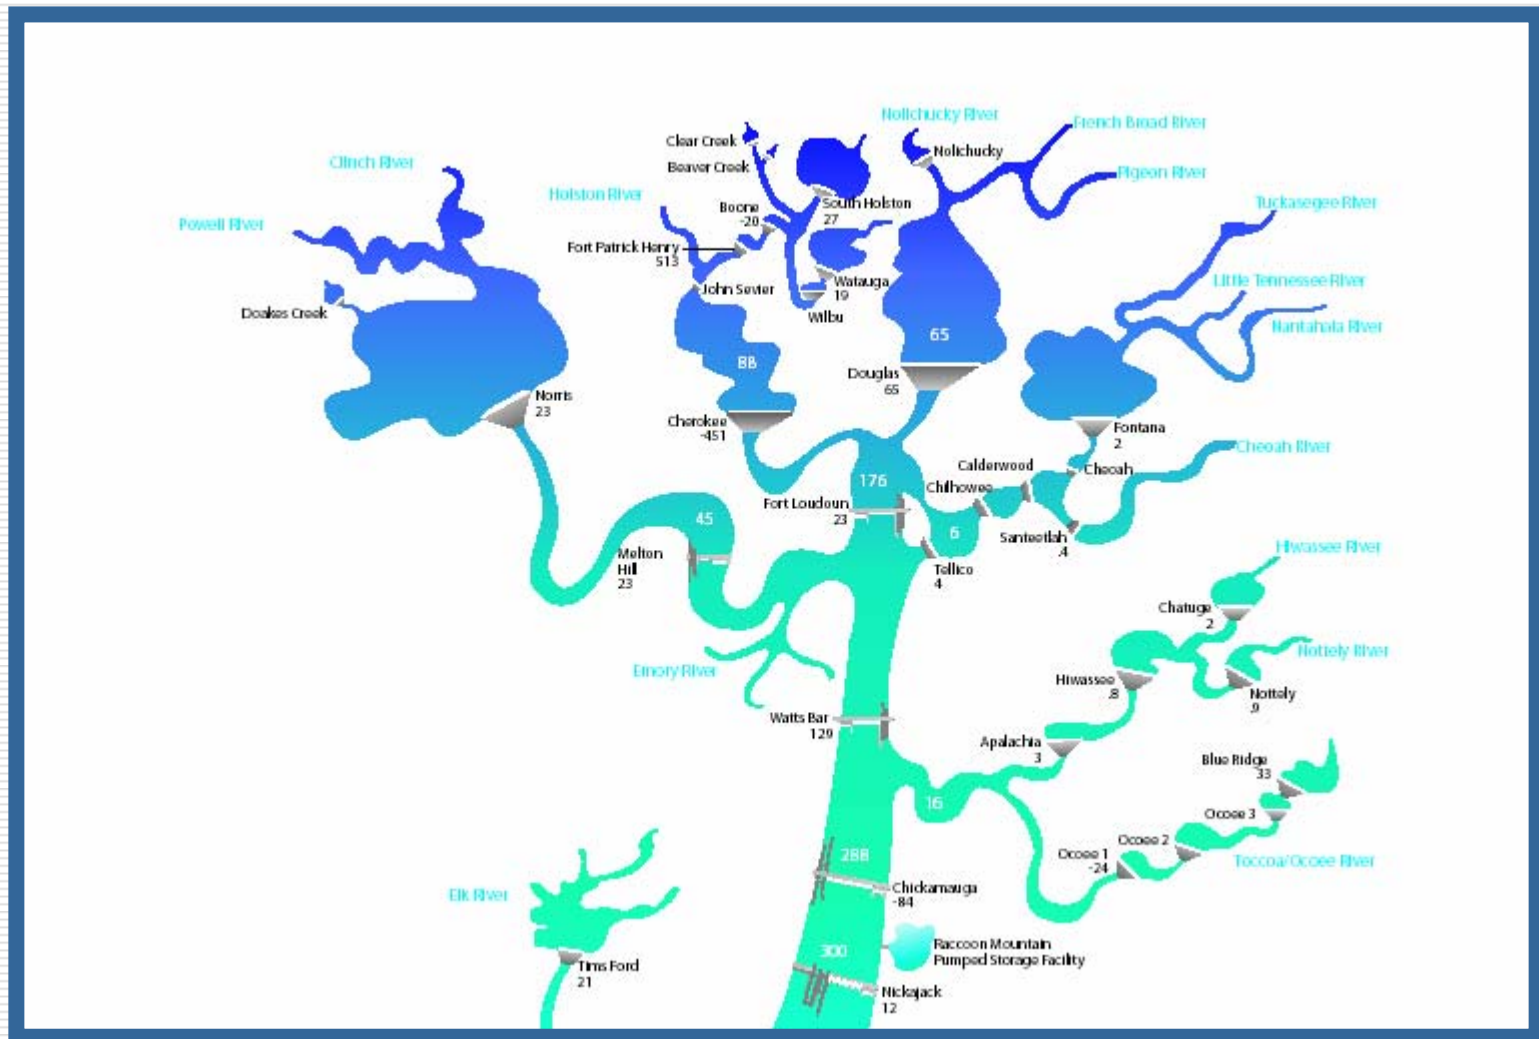 Nolichucky River
French Broad River
Clear Creek
Nolichucky
Clinch River
Beaver Creek
Pigeon River
Holston River
South Holston
27
Tuckasegee River
Boone
-20
Powell River
Fort Patrick Henry
513
Watauga
19
Little Tennessee River
John Sevier
Doakes Creek
Wilbu
Nantahala River
65
88
Douglas
65
Norris
23
Cherokee
-451
Fontana
2
Cheoah River
Calderwood
Cheoah
176
Chilhowee
Fort Loudoun
23
45
6
Santeetlah
.4
Melton
Hill
23
Tellico
4
Hiwassee River
Chatuge
2
Emory River
Nottely River
Hiwassee
.8
Nottely
.9
Watts Bar
129
Apalachia
3
Blue Ridge
33
16
Ocoee 3
Ocoee 2
288
Ocoee 1
-24
Toccoa/Ocoee River
Elk River
Chickamauga
-84
300
Raccoon Mountain
Pumped Storage Facility
Tims Ford
21
Nickajack
12